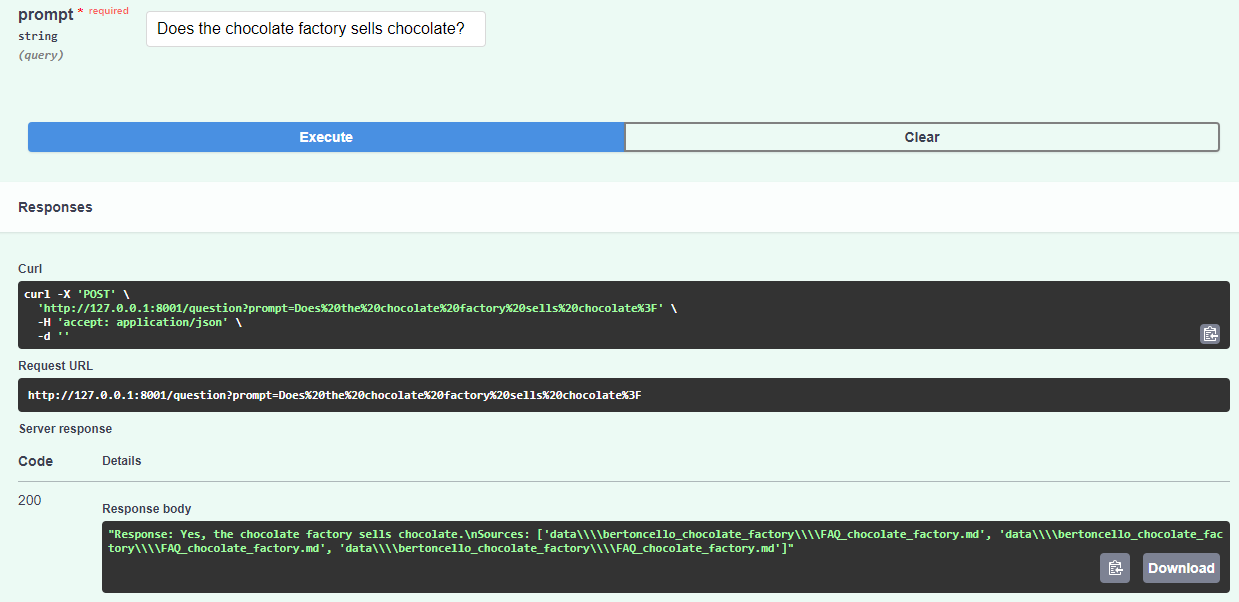 prompt * required
string
(query)
Does the chocolate factory sells chocolate?
Execute
Clear
Responses
Curl
curl -X 'POST' \
'http://127.0.0.1:8001/question?prompt=Does%20the%20chocolate%20factory%20sells%20chocolate%3F' \
-H 'accept: application/json' \
-d ''
Request URL
http://127.0.0.1:8001/question?prompt=Does%20the%20chocolate%20factory%20sells%20chocolate%3F
Server response
Code Details
200
Response body
"Response: Yes, the chocolate factory sells chocolate.\nSources: ['data\\\\bertoncello_chocolate_factory\\\\FAQ_chocolate_factory.md', 'data\\\\bertoncello_chocolate_fac
tory\\\\FAQ_chocolate_factory.md', 'data\\\\bertoncello_chocolate_factory\\\\FAQ_chocolate_factory.md']"
Download